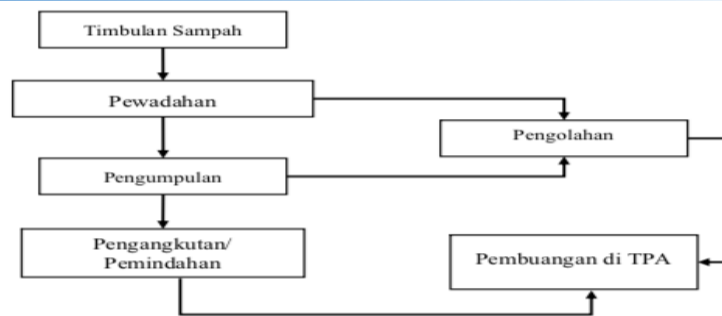 Timbulan Sampah
Pewadahan
Pengolahan
Pengumpulan
Pengangkutan/
Pemindahan
Pembuangan di TPA